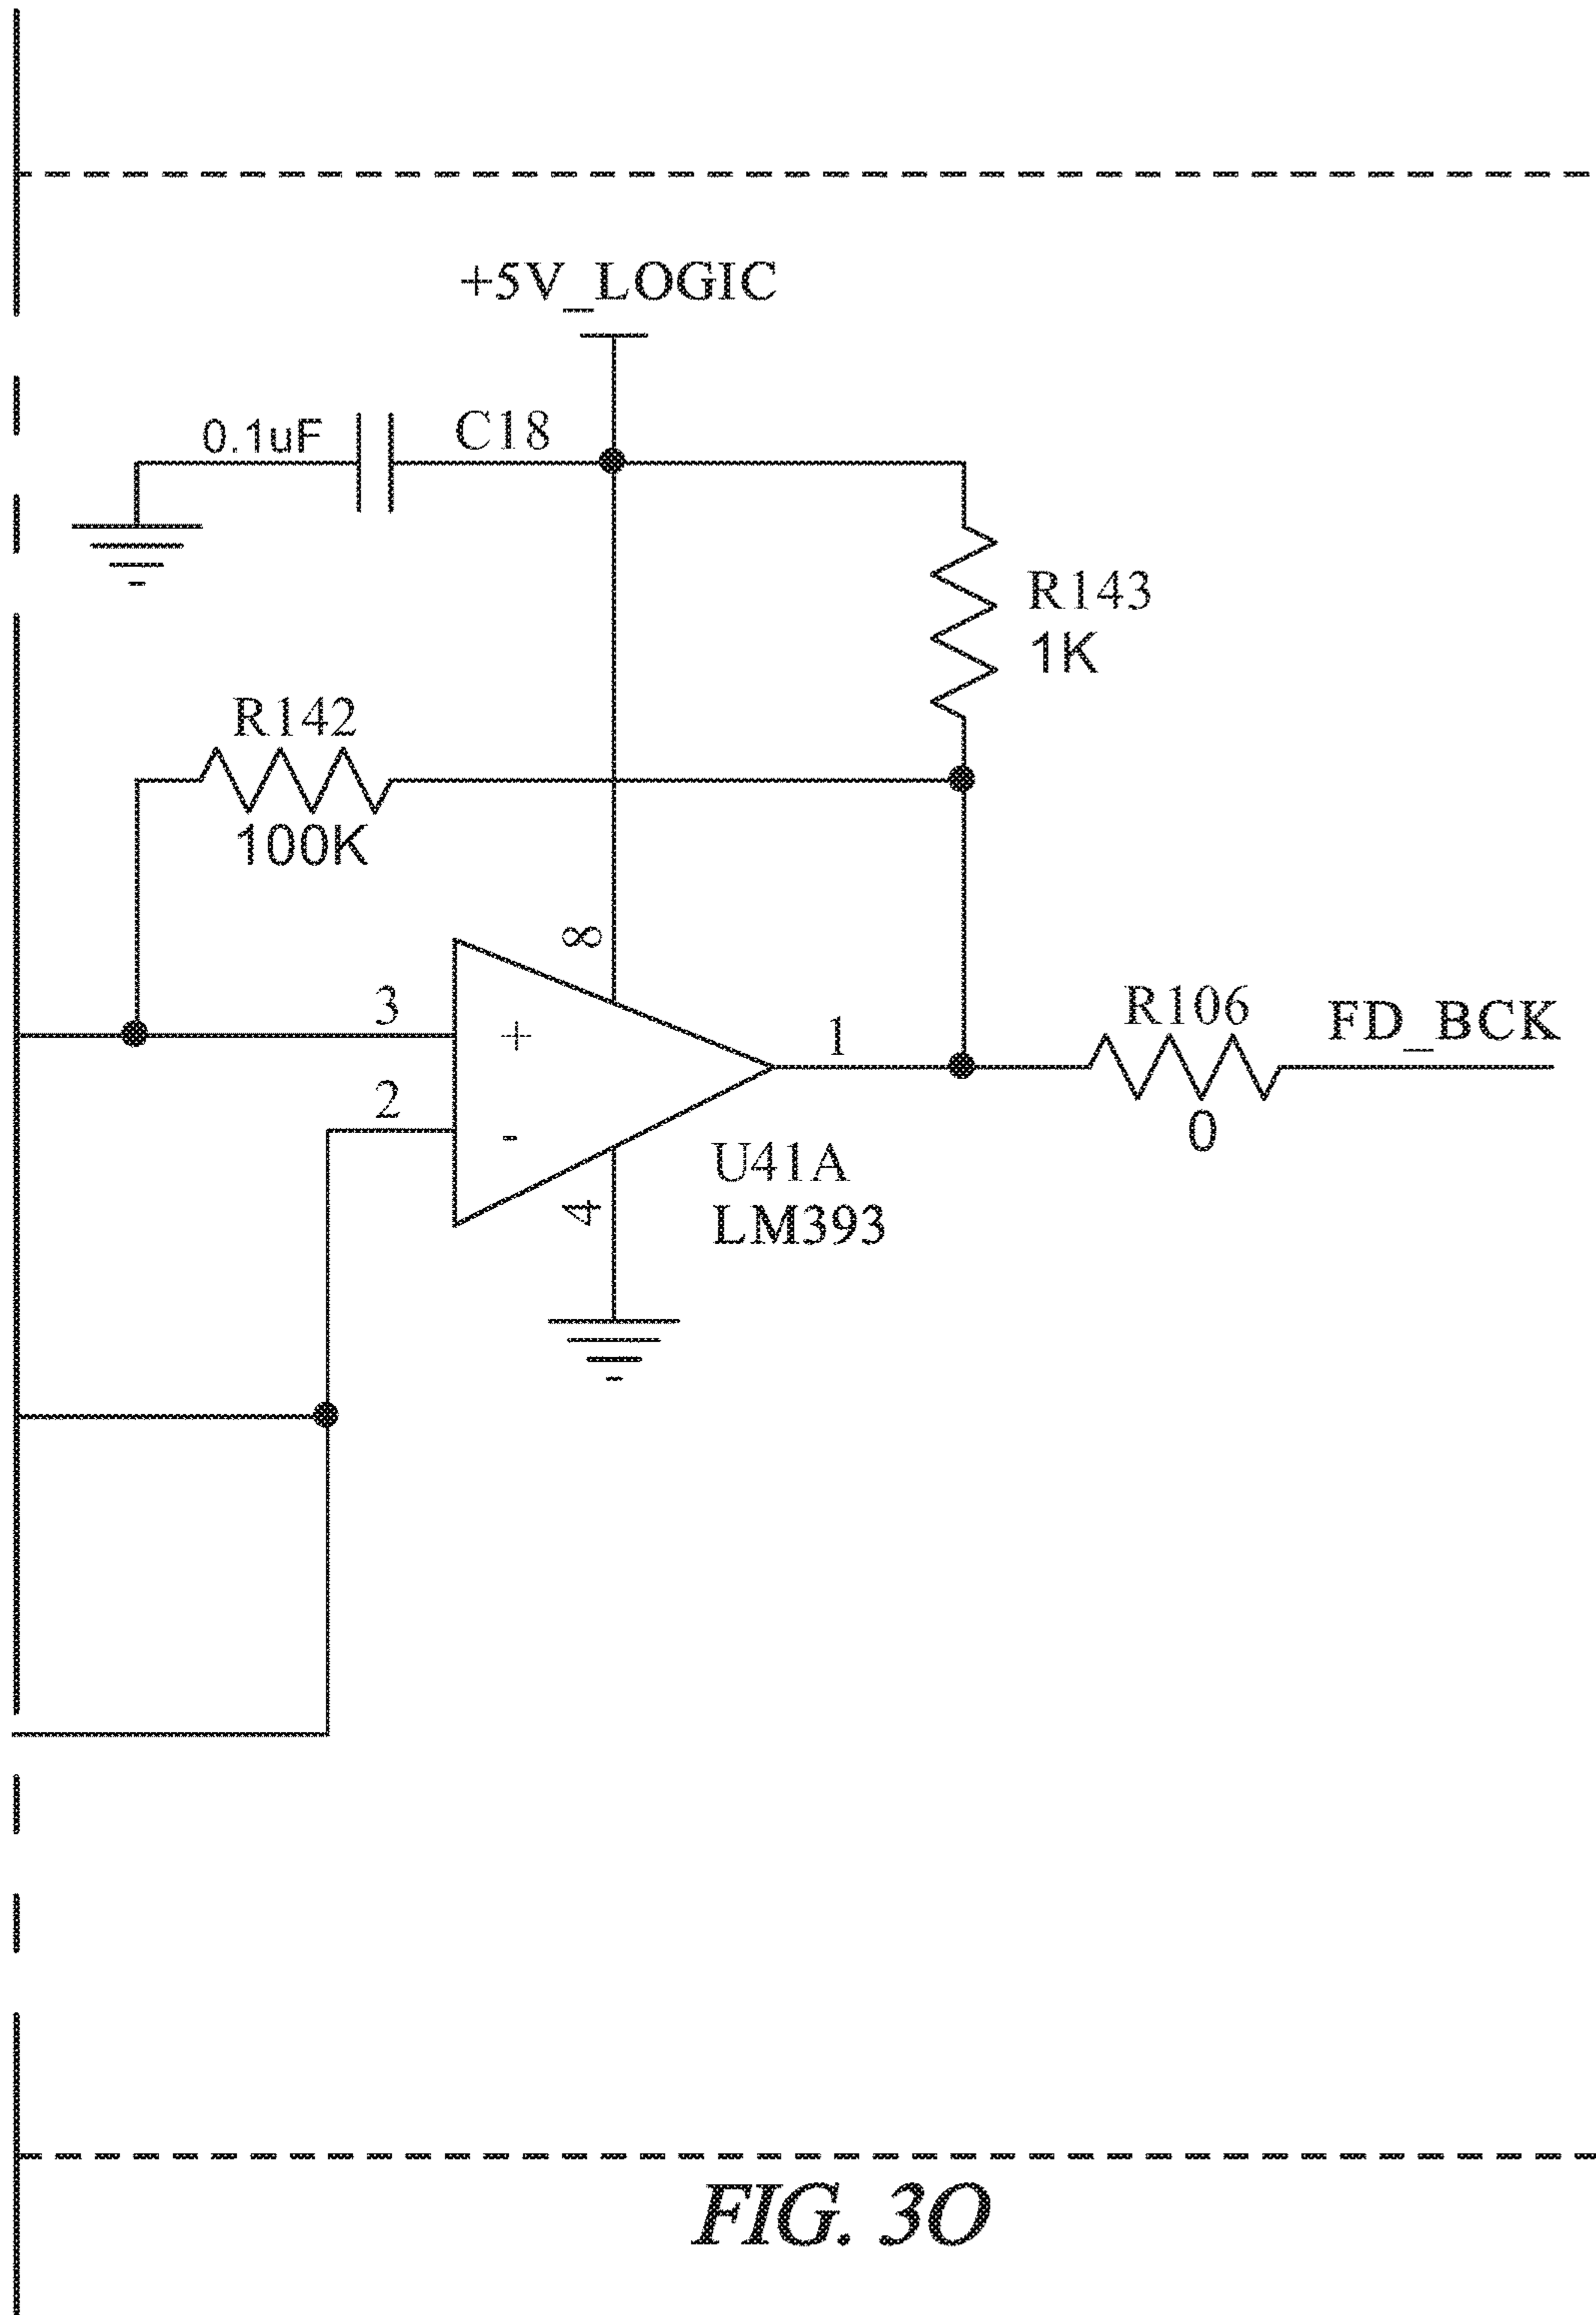 +5V_LOGIC
0.1uF
C18
R143
1K
R142
100K
8
3
+
1
R106
FD_BCK
2
-
0
U41A
4
LM393
FIG. 3O